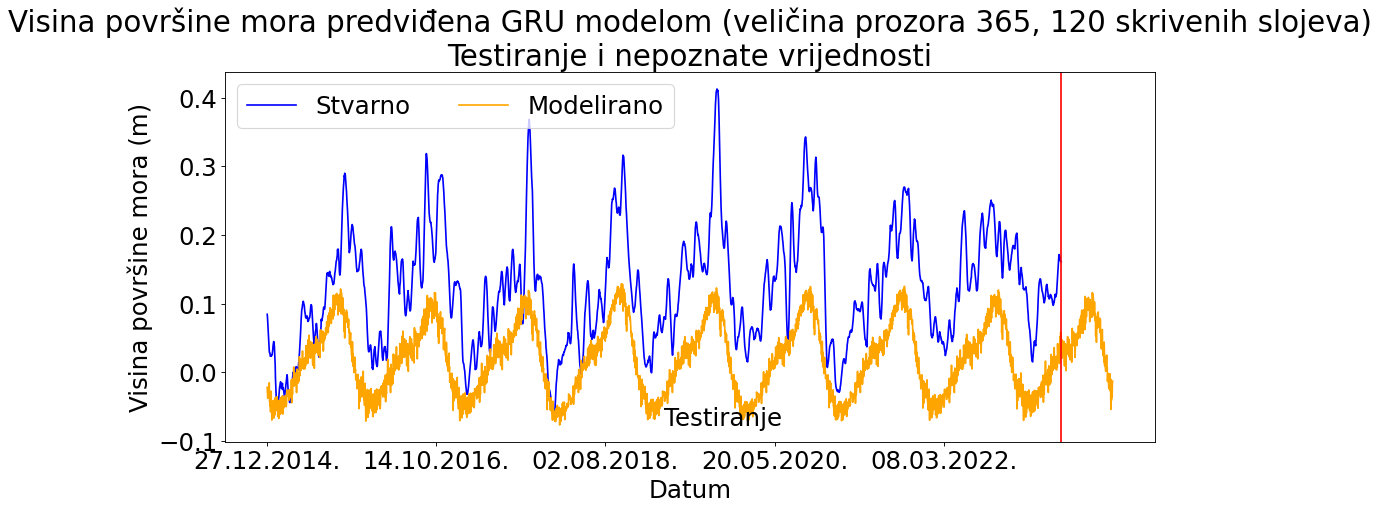 Visina površine mora predviđena GRU modelom (veličina prozora 365, 120 skrivenih slojeva)
Testiranje i nepoznate vrijednosti
Stvarno
Modelirano
Visina površine mora (m)
0.4
0.3
0.2
0.1
0.0
−0.1
Testiranje
27.12.2014.
14.10.2016.
02.08.2018.
20.05.2020.
08.03.2022.
Datum